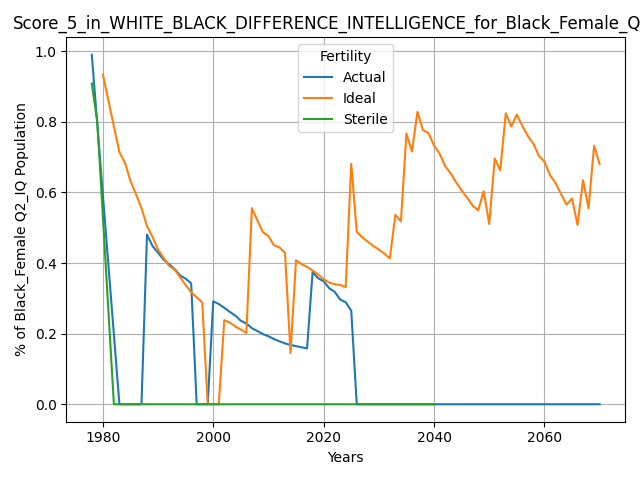 Score_5_in_WHITE_BLACK_DIFFERENCE_INTELLIGENCE_for_Black_Female_Q
Fertility
Actual
Ideal
Sterile
% of Black_Female Q2_IQ Population
1.0
0.8
0.6
0.4
0.2
0.0
1980 2000 2020 2040 2060
Years